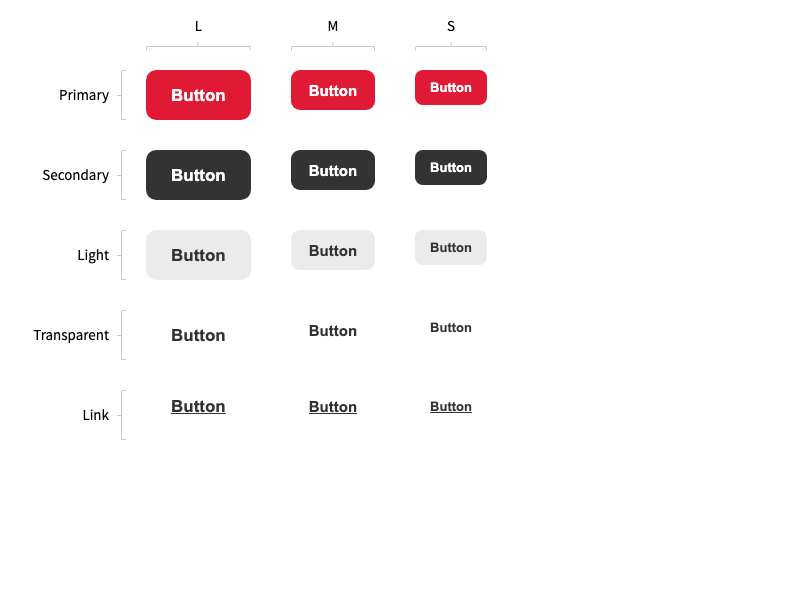 L M S
Primary Button Button Button
Secondary Button Button Button
Light Button Button Button
Transparent Button Button Button
Link Button Button Button